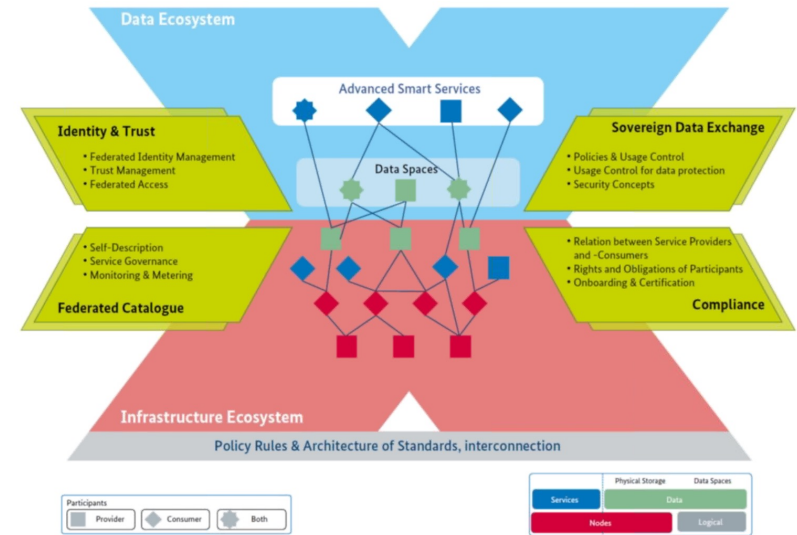 Data Ecosystem
Advanced Smart Services
Identity & Trust
• Federated Identity Management
• Trust Management
• Federated Access
Sovereign Data Exchange
• Policies & Usage Control
• Usage Control for data protection
• Security Concepts
Data Spaces
• Self-Description
• Service Governance
• Monitoring & Metering
Federated Catalogue
• Relation between Service Providers
and -Consumers
• Rights and Obligations of Participants
• Onboarding & Certification
Compliance
Infrastructure Ecosystem
Policy Rules & Architecture of Standards, interconnection
Participants
Provider
Consumer
Both
Physical Storage
Data Spaces
Services
Data
Nodes
Logical